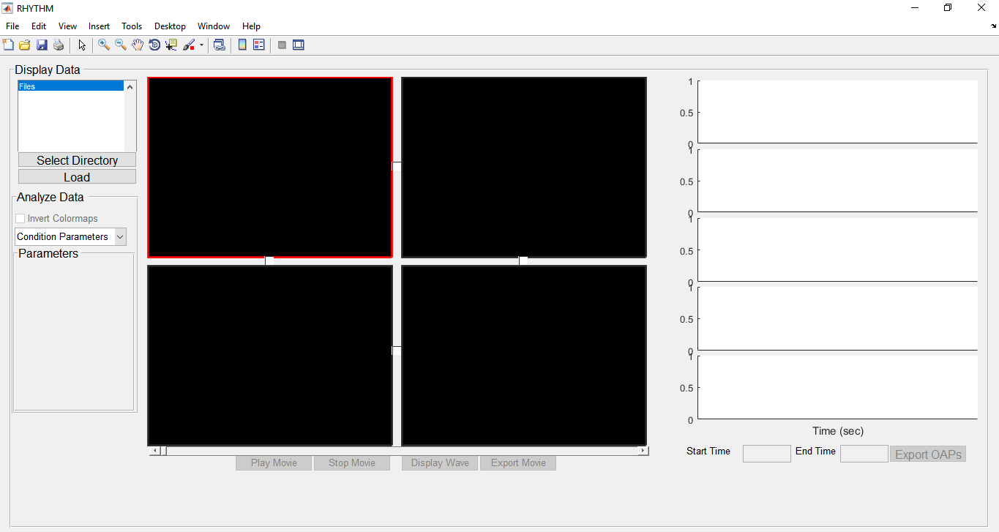 RHYTHM
File Edit View Insert Tools Desktop Window Help
Display Data
Files
Select Directory
Load
Analyze Data
Invert Colormaps
Condition Parameters
Parameters
Play Movie Stop Movie Display Wave Export Movie
1
0.5
0
1
0.5
0
1
0.5
0
1
0.5
0
1
0.5
0
Time (sec)
Start Time End Time Export OAPs